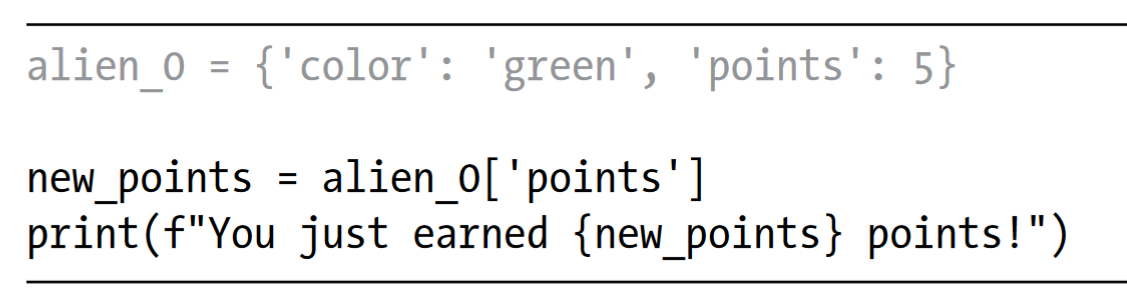 alien_0 = {'color': 'green', 'points': 5}
new_points = alien_0['points']
print(f"You just earned {new_points} points!")